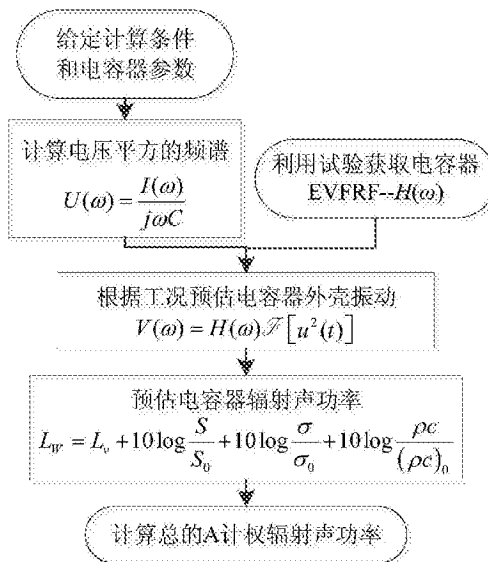 给定计算条件
和电容器参数
计算电压平方的频谱
U(ω) = I(ω) / jωC
利用试验获取电容器
EVFRF--H(ω)
根据工况预估电容器外壳振动
V(ω) = H(ω)ℱ[u²(t)]
预估电容器辐射声功率
L_W = L_v + 10log S/S₀ + 10log σ/σ₀ + 10log ρc/(ρc)₀
计算总的A计权辐射声功率